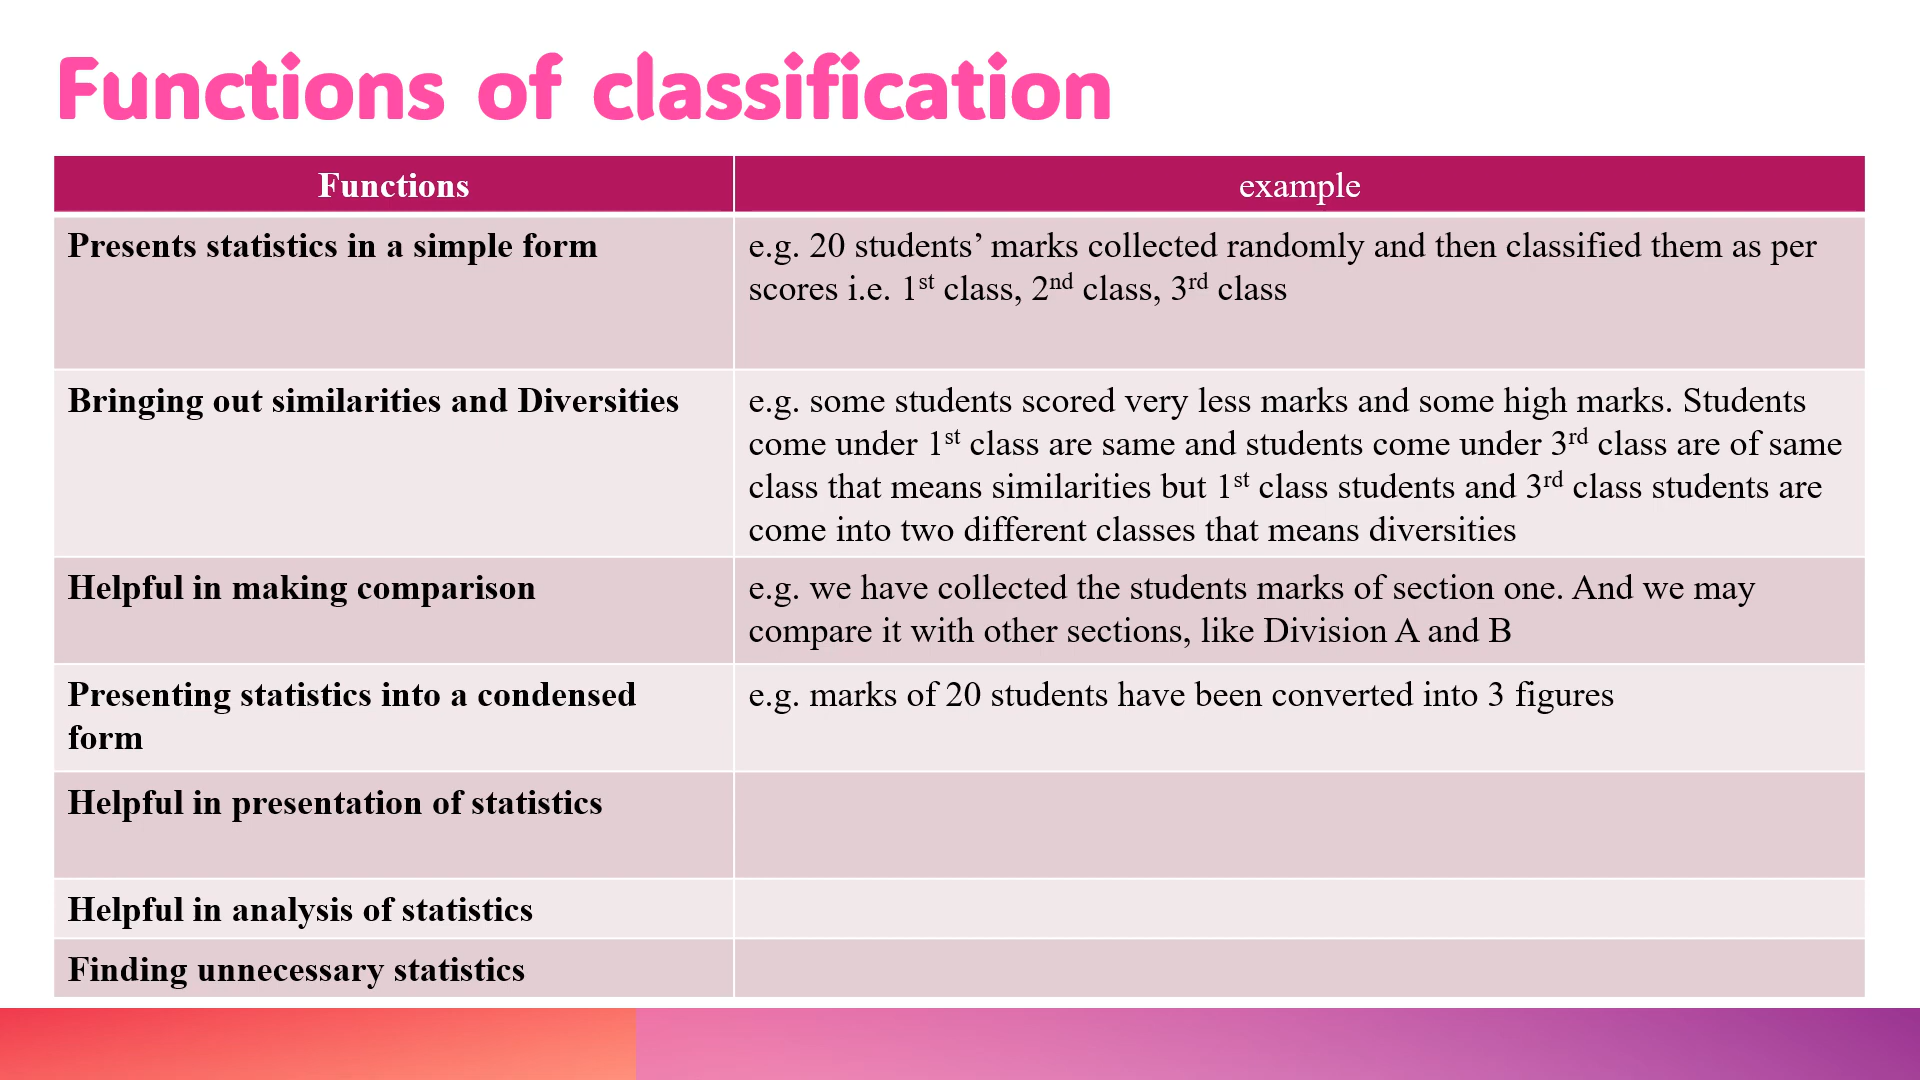 Functions of classification
Functions
example
Presents statistics in a simple form
e.g. 20 students’ marks collected randomly and then classified them as per
scores i.e. 1st class, 2nd class, 3rd class
Bringing out similarities and Diversities
e.g. some students scored very less marks and some high marks. Students
come under 1st class are same and students come under 3rd class are of same
class that means similarities but 1st class students and 3rd class students are
come into two different classes that means diversities
Helpful in making comparison
e.g. we have collected the students marks of section one. And we may
compare it with other sections, like Division A and B
Presenting statistics into a condensed
form
e.g. marks of 20 students have been converted into 3 figures
Helpful in presentation of statistics
Helpful in analysis of statistics
Finding unnecessary statistics